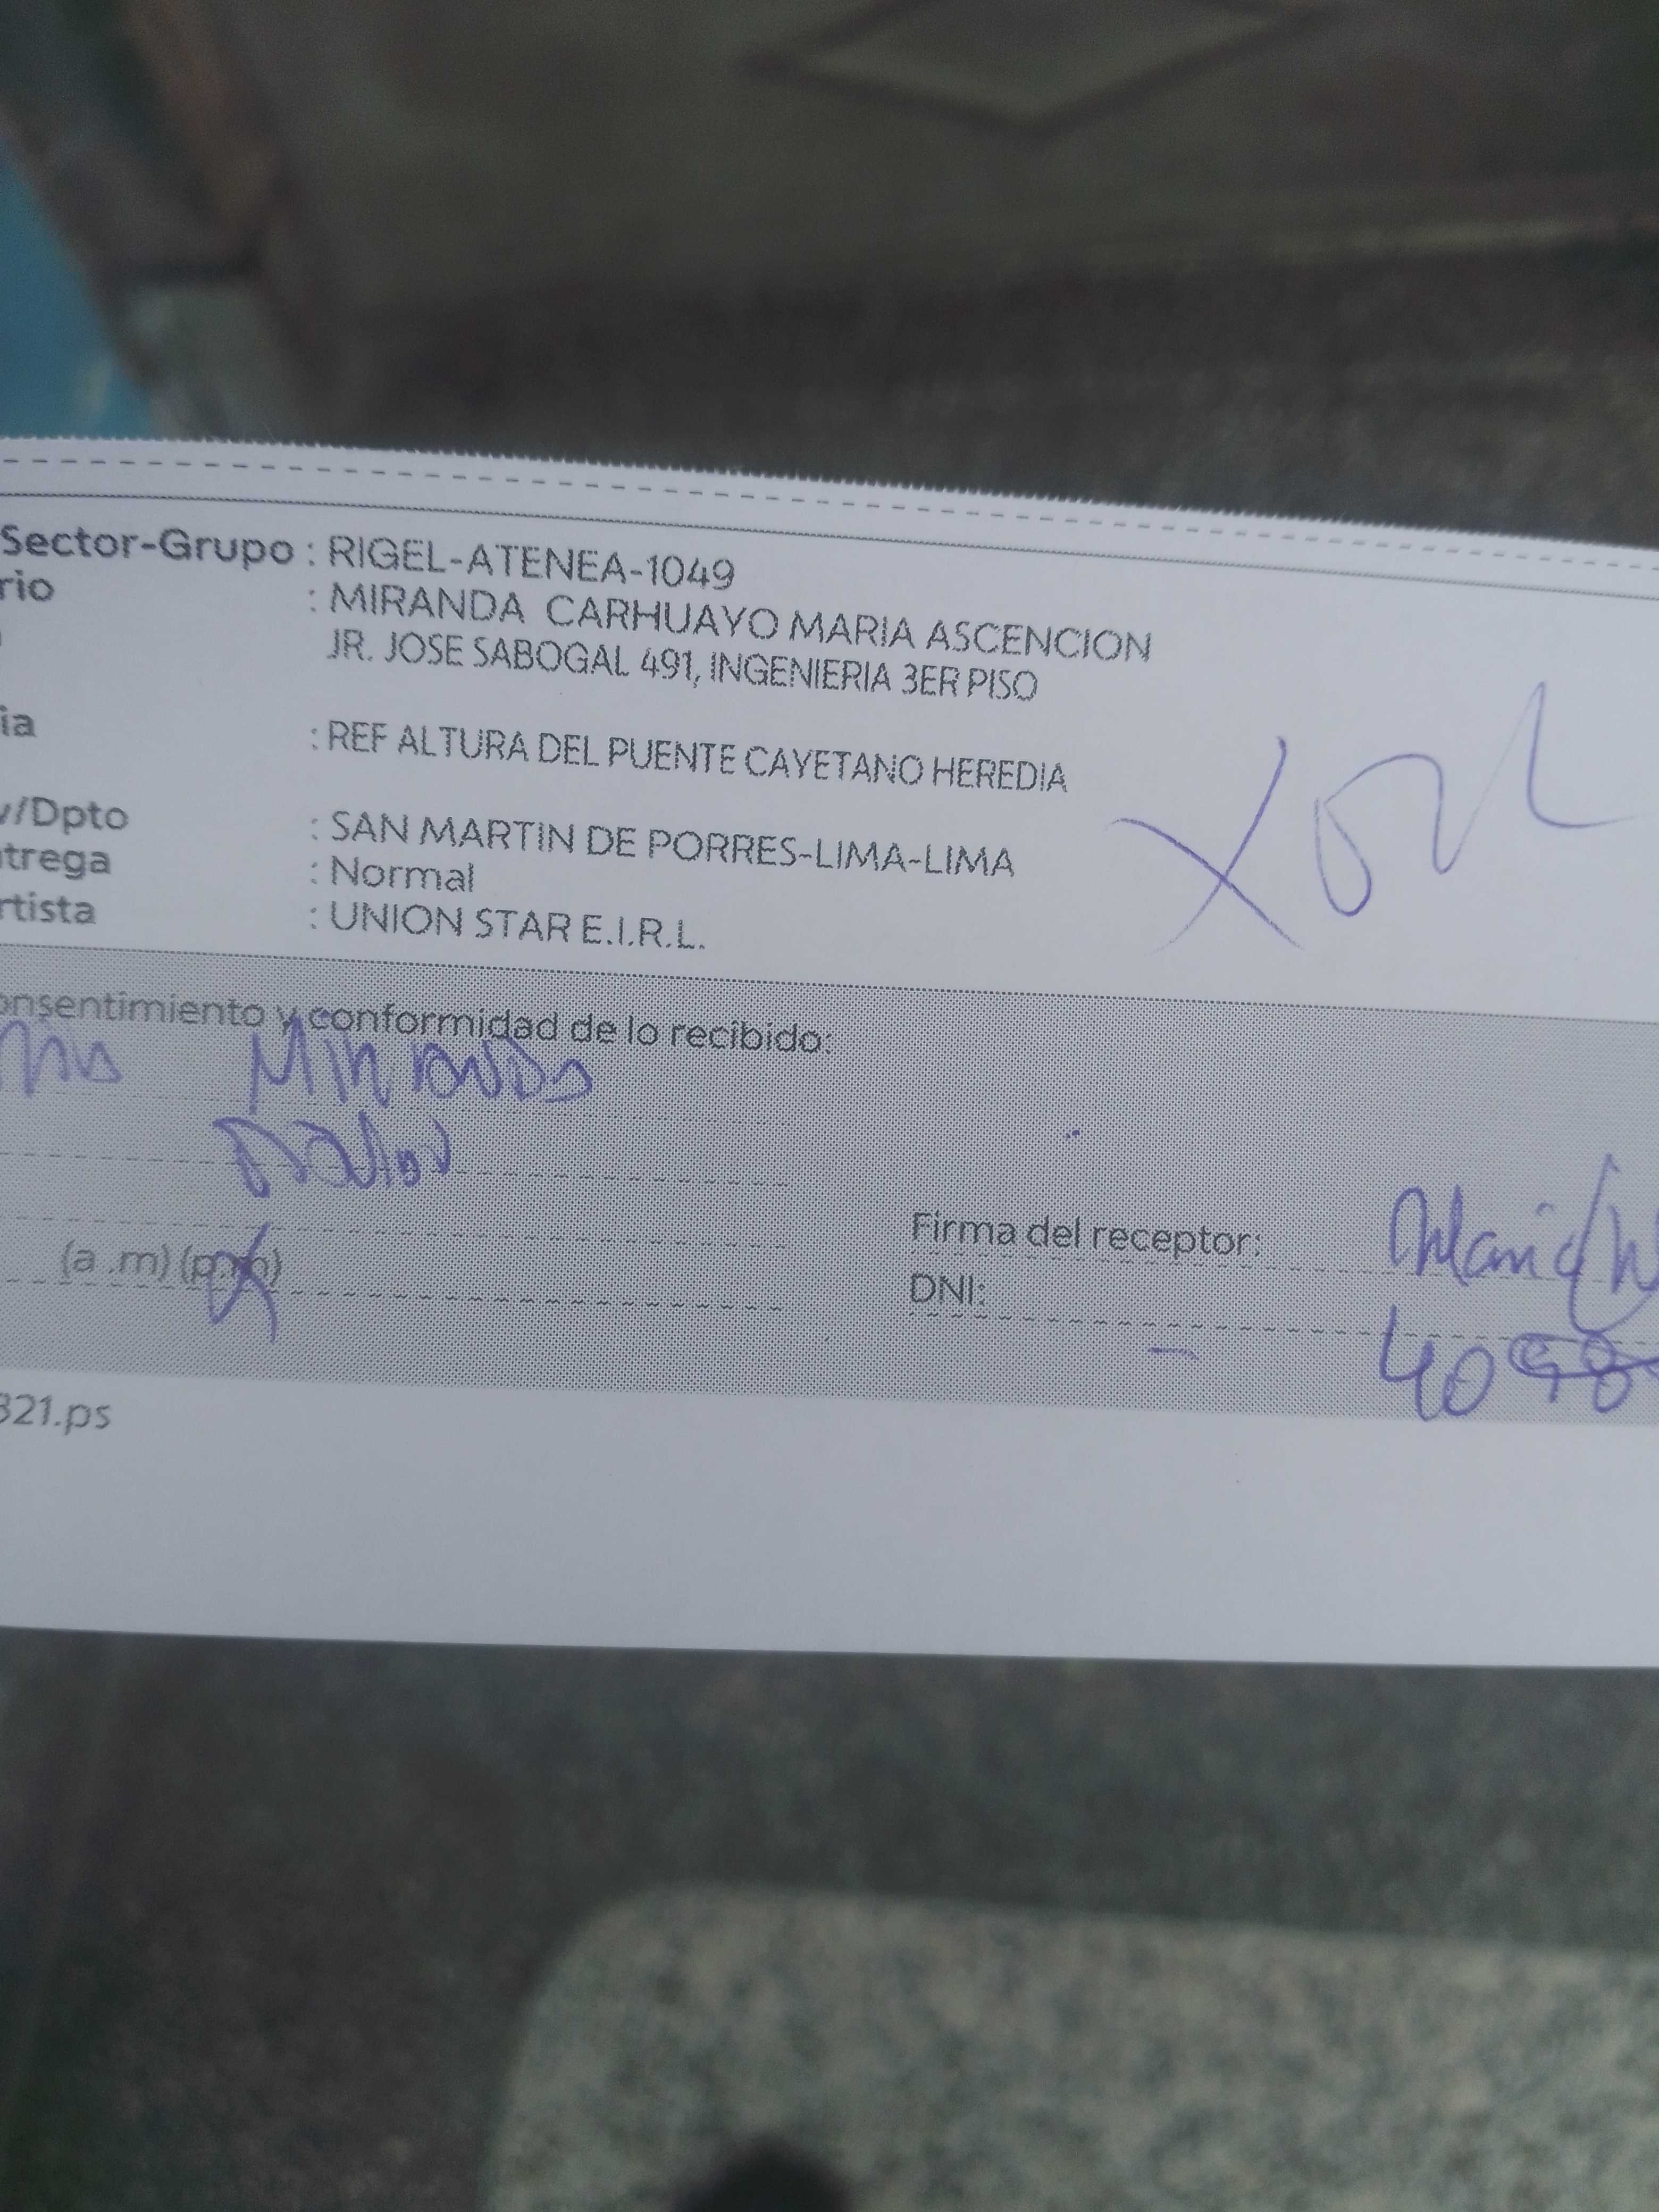 Sector-Grupo : RIGEL-ATENEA-1049
rio : MIRANDA CARHUAYO MARIA ASCENCION
JR. JOSE SABOGAL 491, INGENIERIA 3ER PISO
ia : REF ALTURA DEL PUENTE CAYETANO HEREDIA
v/Dpto : SAN MARTIN DE PORRES-LIMA-LIMA
trega : Normal
rtista : UNION STAR E.I.R.L.
onsentimiento y conformidad de lo recibido:
Firma del receptor:
(a .m) (p.m)
DNI:
321.ps